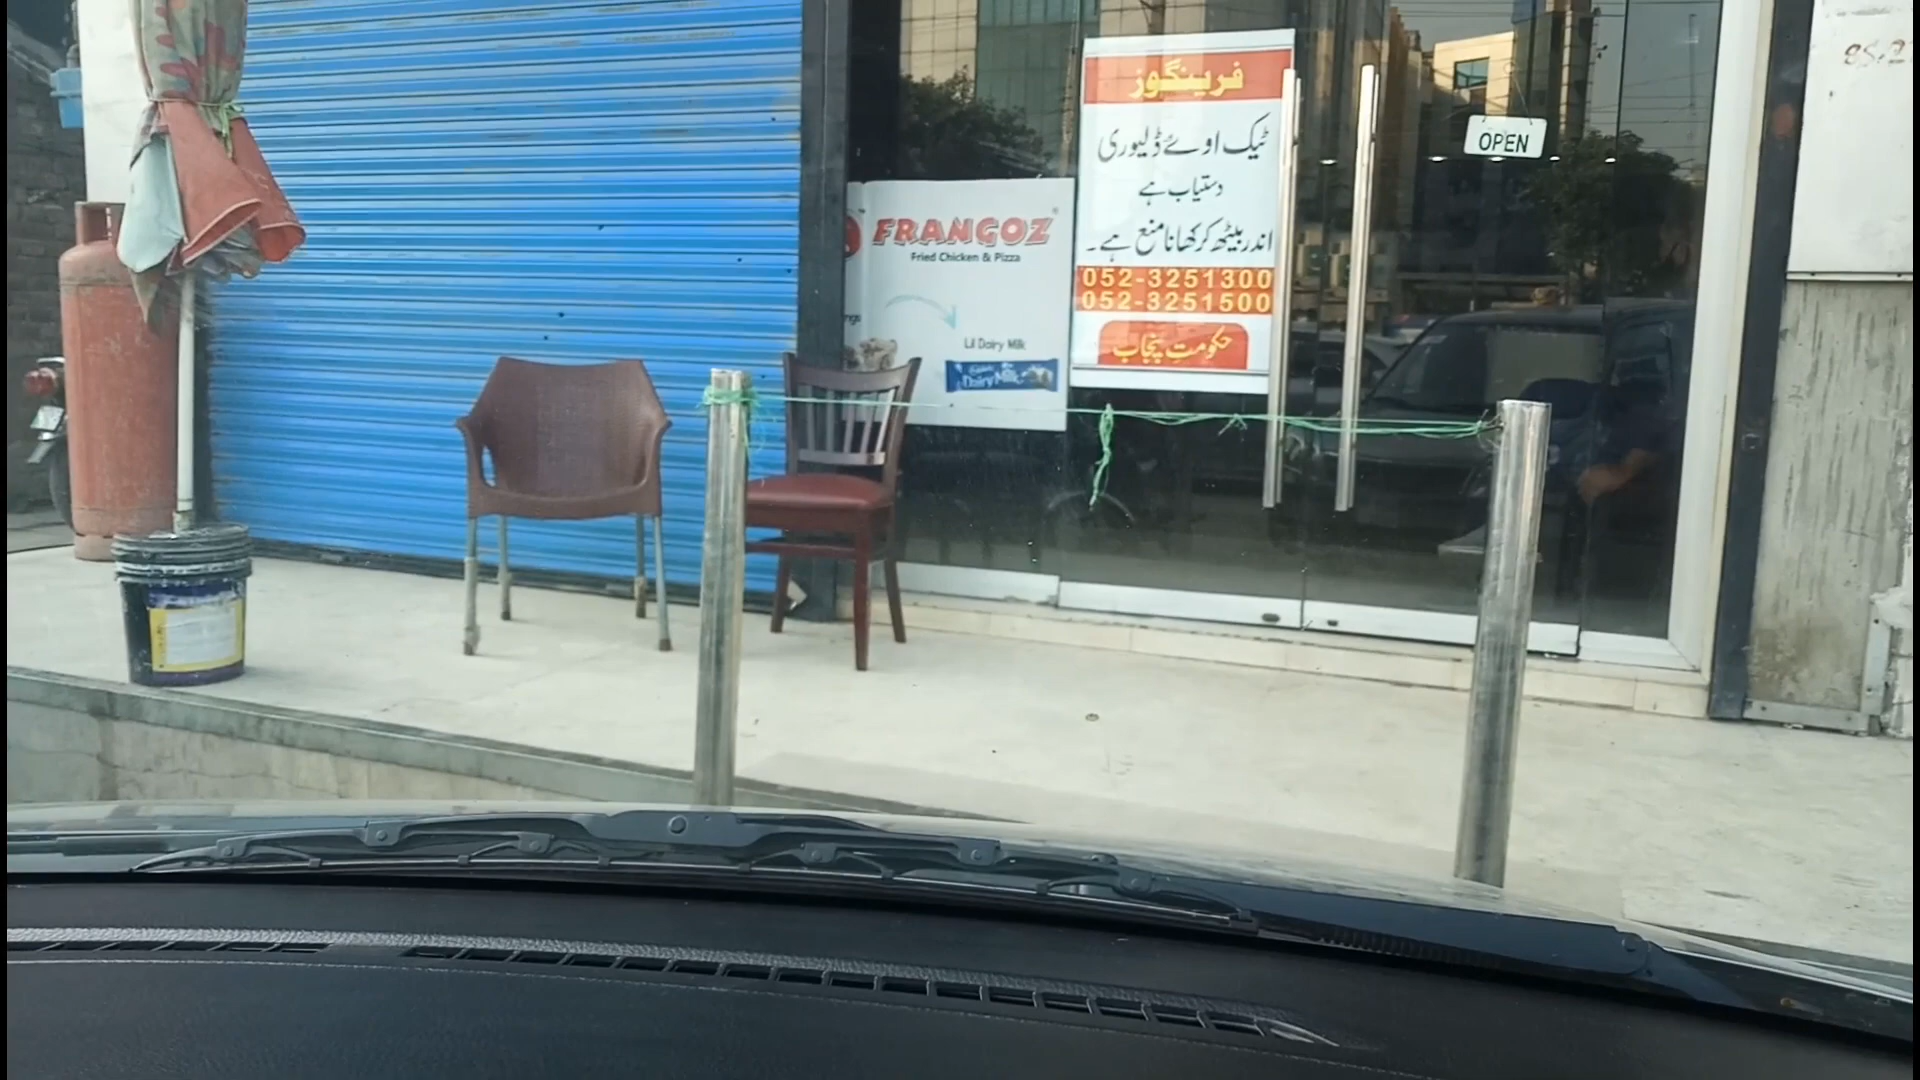 فرینگوز
ٹیک اوے ڈلیوری
دستیاب ہے
اندر بیٹھ کر کھانا منع ہے۔
052-3251300
052-3251500
حکومتِ پنجاب
OPEN
FRANGOZ
Fried Chicken & Pizza
Lil Dairy Milk
Dairy Milk